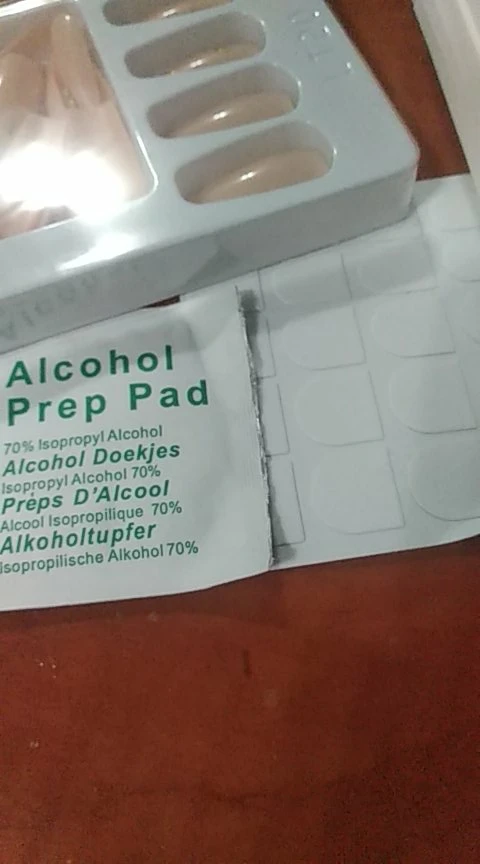 Alcohol
Prep Pad
70% Isopropyl Alcohol
Alcohol Doekjes
Isopropyl Alcohol 70%
Préps D'Alcool
Alcool Isopropilique 70%
Alkoholtupfer
Isopropilische Alkohol 70%